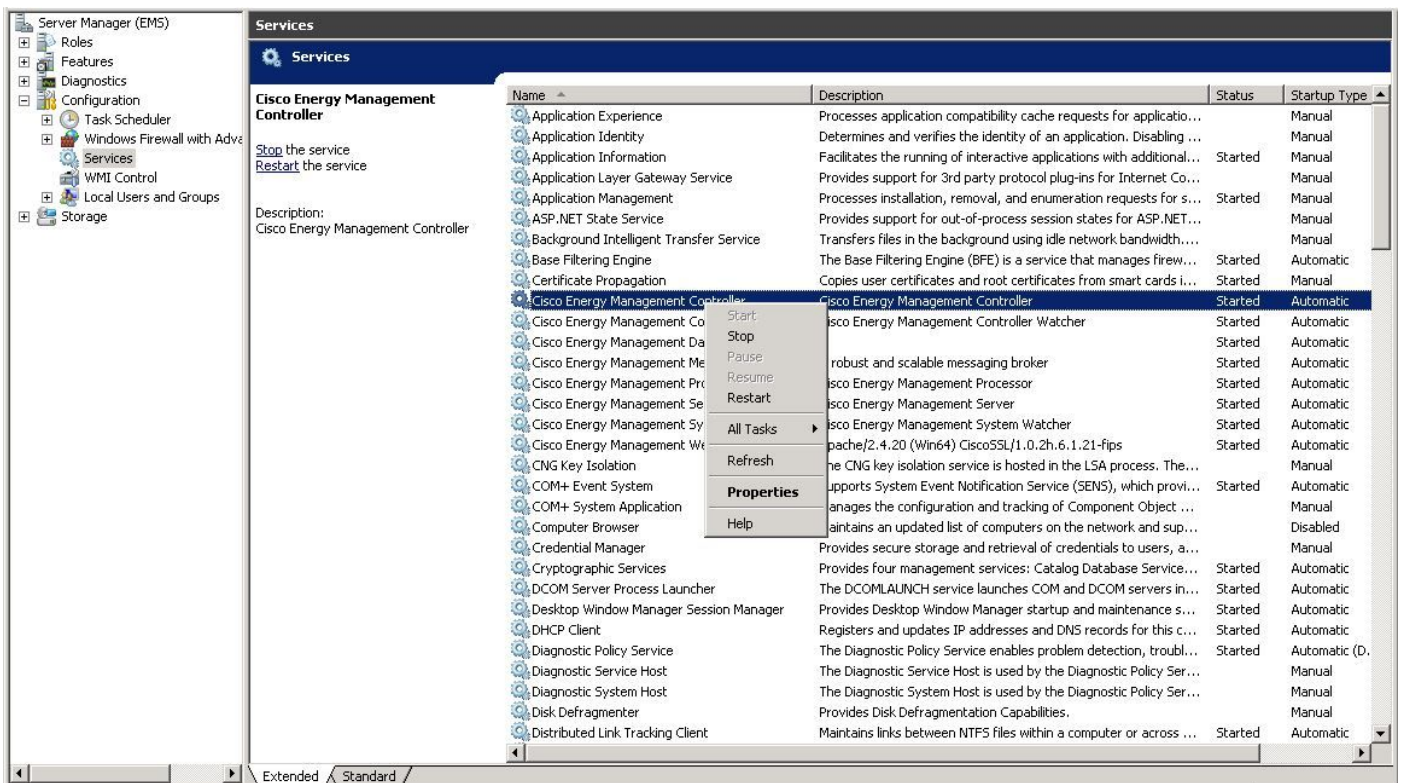 Server Manager (EMS)
Roles
Features
Diagnostics
Configuration
Task Scheduler
Windows Firewall with Adva
Services
WMI Control
Local Users and Groups
Storage
Services
Services
Cisco Energy Management Controller
Stop the service
Restart the service
Description:
Cisco Energy Management Controller
Name Description Status Startup Type
Application Experience Processes application compatibility cache requests for applicatio... Manual
Application Identity Determines and verifies the identity of an application. Disabling ... Manual
Application Information Facilitates the running of interactive applications with additional... Started Manual
Application Layer Gateway Service Provides support for 3rd party protocol plug-ins for Internet Co... Manual
Application Management Processes installation, removal, and enumeration requests for s... Started Manual
ASP.NET State Service Provides support for out-of-process session states for ASP.NET... Manual
Background Intelligent Transfer Service Transfers files in the background using idle network bandwidth.... Manual
Base Filtering Engine The Base Filtering Engine (BFE) is a service that manages firew... Started Automatic
Certificate Propagation Copies user certificates and root certificates from smart cards i... Started Manual
Cisco Energy Management Controller Cisco Energy Management Controller Started Automatic
Cisco Energy Management Co isco Energy Management Controller Watcher Started Automatic
Cisco Energy Management Da Started Automatic
Cisco Energy Management Me robust and scalable messaging broker Started Automatic
Cisco Energy Management Pro isco Energy Management Processor Started Automatic
Cisco Energy Management Se isco Energy Management Server Started Automatic
Cisco Energy Management Sy isco Energy Management System Watcher Started Automatic
Cisco Energy Management We pache/2.4.20 (Win64) CiscoSSL/1.0.2h.6.1.21-fips Started Automatic
CNG Key Isolation he CNG key isolation service is hosted in the LSA process. The... Manual
COM+ Event System upports System Event Notification Service (SENS), which provi... Started Automatic
COM+ System Application anages the configuration and tracking of Component Object ... Manual
Computer Browser aintains an updated list of computers on the network and sup... Disabled
Credential Manager Provides secure storage and retrieval of credentials to users, a... Manual
Cryptographic Services Provides four management services: Catalog Database Service... Started Automatic
DCOM Server Process Launcher The DCOMLAUNCH service launches COM and DCOM servers in... Started Automatic
Desktop Window Manager Session Manager Provides Desktop Window Manager startup and maintenance s... Started Automatic
DHCP Client Registers and updates IP addresses and DNS records for this c... Started Automatic
Diagnostic Policy Service The Diagnostic Policy Service enables problem detection, troubl... Started Automatic (D.
Diagnostic Service Host The Diagnostic Service Host is used by the Diagnostic Policy Ser... Manual
Diagnostic System Host The Diagnostic System Host is used by the Diagnostic Policy Ser... Manual
Disk Defragmenter Provides Disk Defragmentation Capabilities. Manual
Distributed Link Tracking Client Maintains links between NTFS files within a computer or across ... Started Automatic
Start
Stop
Pause
Resume
Restart
All Tasks
Refresh
Properties
Help
Extended Standard